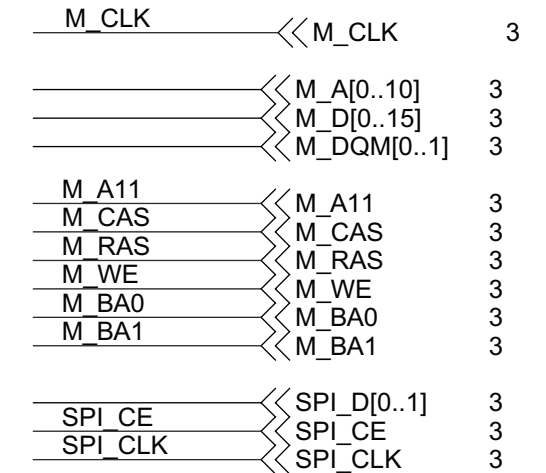 M_CLK M_CLK 3
M_A[0..10] 3
M_D[0..15] 3
M_DQM[0..1] 3
M_A11 M_A11 3
M_CAS M_CAS 3
M_RAS M_RAS 3
M_WE M_WE 3
M_BA0 M_BA0 3
M_BA1 M_BA1 3
SPI_D[0..1] 3
SPI_CE SPI_CE 3
SPI_CLK SPI_CLK 3